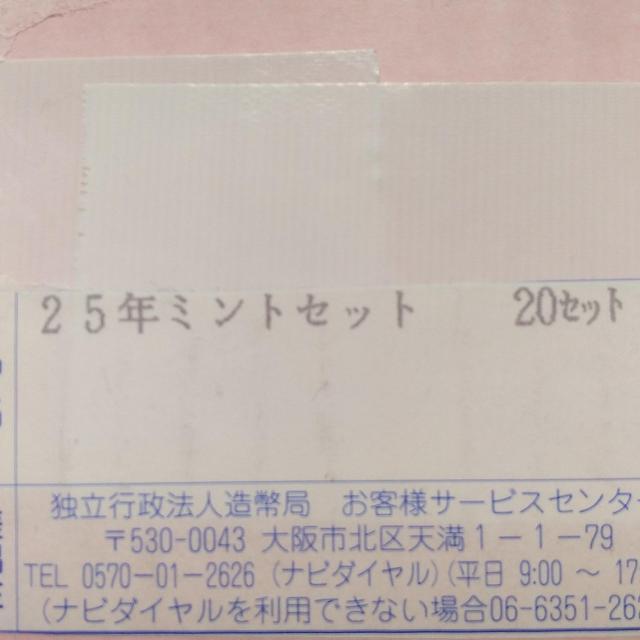 25年ミントセット 20ｾｯﾄ
独立行政法人造幣局 お客様サービスセンター
〒530-0043 大阪市北区天満1－1－79
TEL 0570－01－2626 (ナビダイヤル)(平日 9:00 ～ 17
(ナビダイヤルを利用できない場合06-6351-262